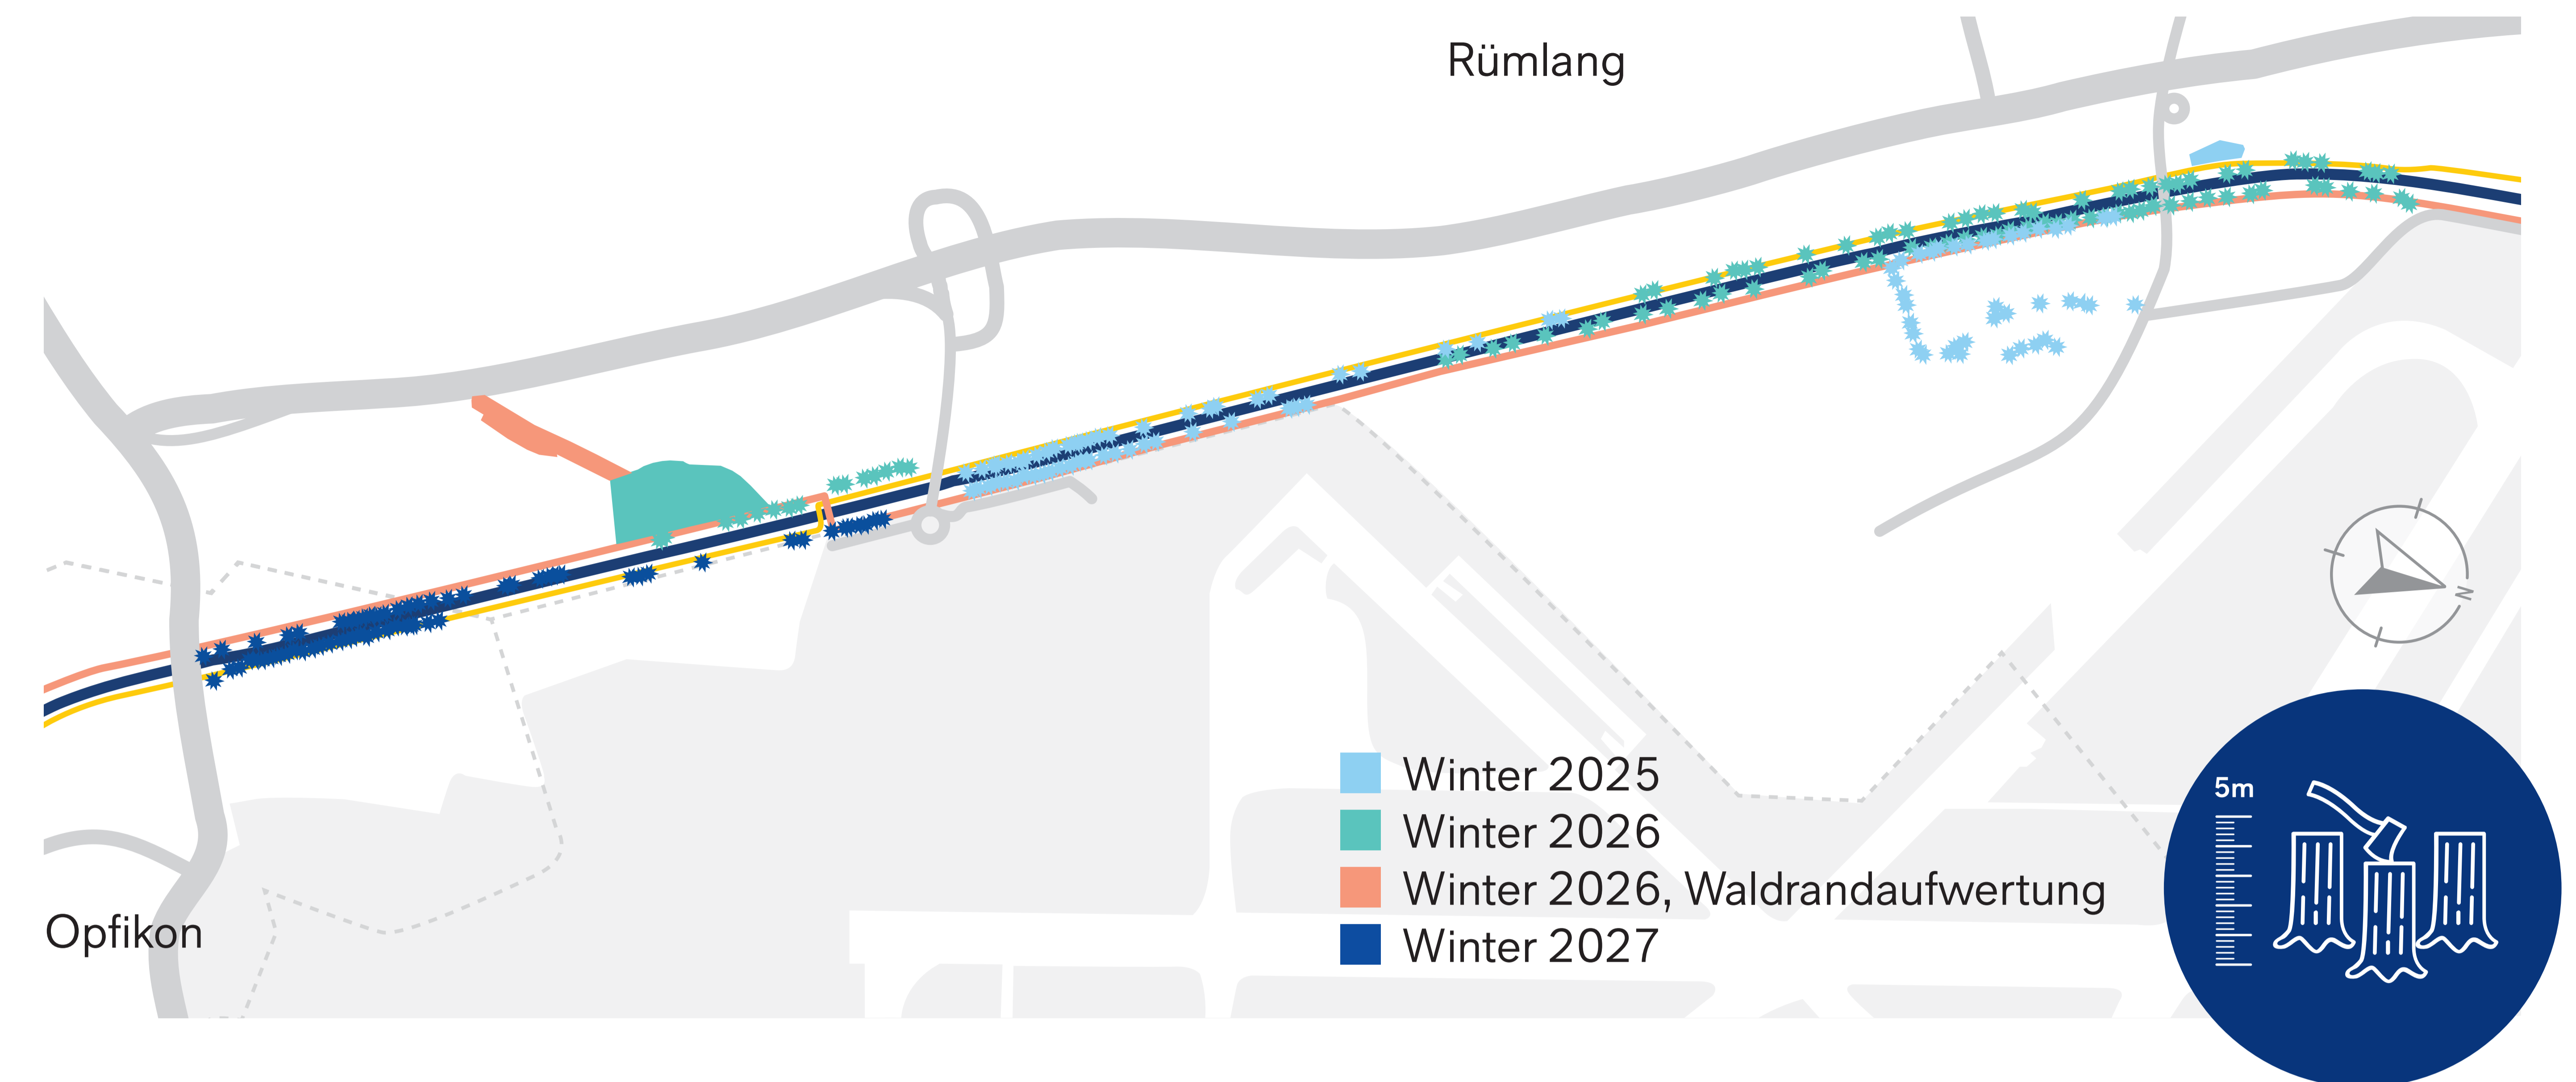 Rümlang
N
Winter 2025
Winter 2026
Winter 2026, Waldrandaufwertung
Winter 2027
Opfikon
5m